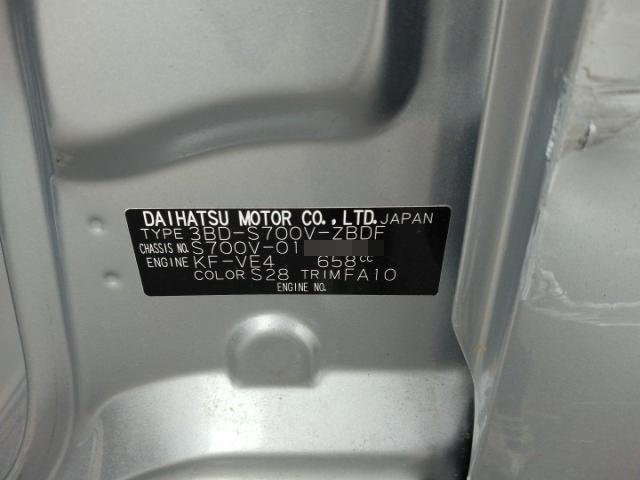 DAIHATSU MOTOR CO., LTD. JAPAN
TYPE 3BD-S700V-ZBDF
CHASSIS NO. S700V-01
ENGINE KF-VE4 658cc
COLOR S28 TRIM FA10
ENGINE NO.